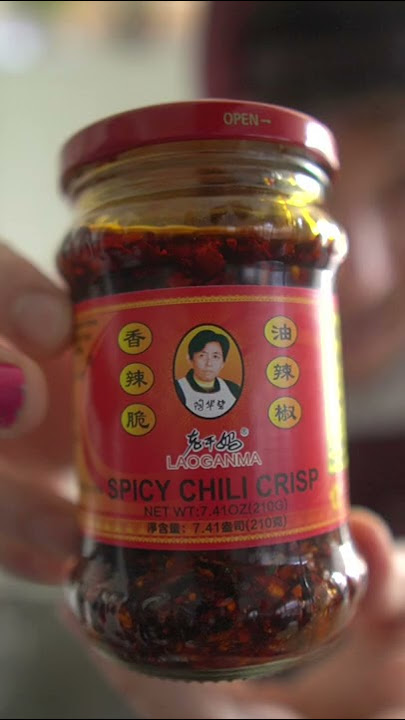 OPEN→
香辣脆
油辣椒
陶华碧
老干妈®
LAOGANMA
SPICY CHILI CRISP
NET WT:7.41OZ(210G)
淨含量: 7.41盎司(210克)